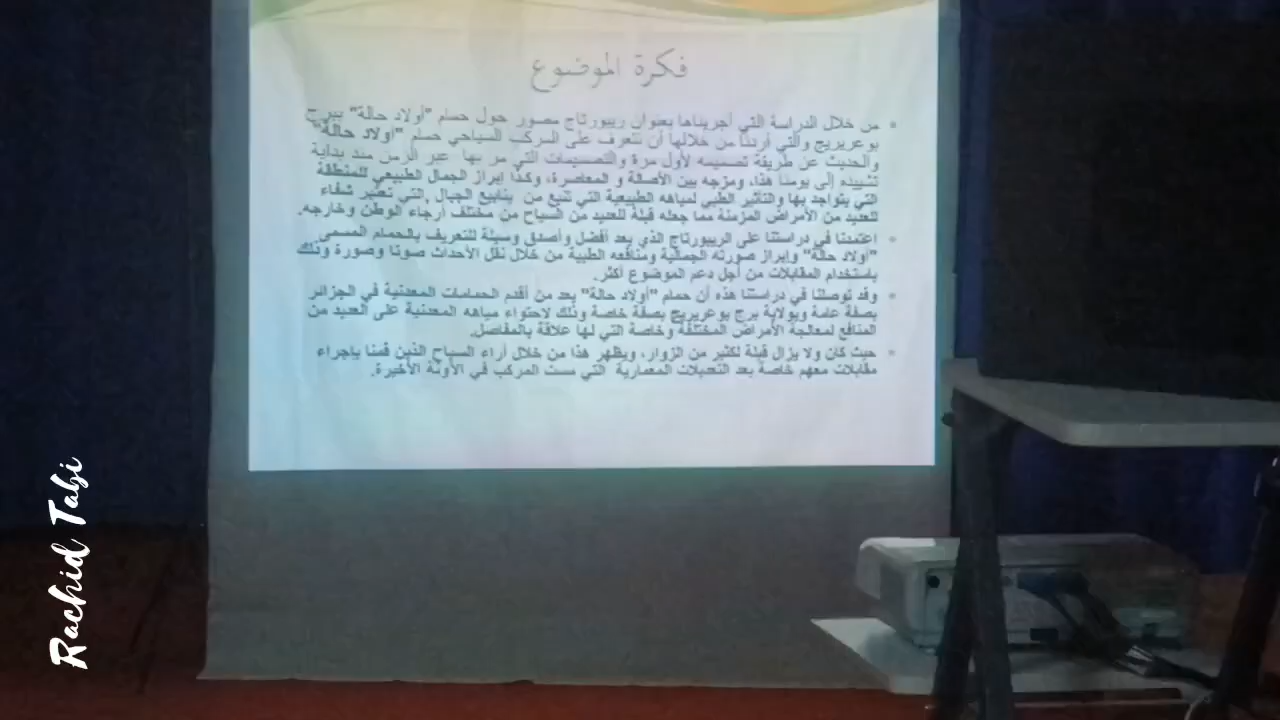 فكرة الموضوع
من خلال الدراسة التي أجريناها بعنوان ريبورتاج مصور حول حمام "أولاد حالة" ببرج
بوعريريج والتي أردنا من خلالها أن نتعرف على المركب السياحي حمام "أولاد حالة"
والحديث عن طريقة تصميمه لأول مرة والتصميمات التي مر بها عبر الزمن منذ بداية
تشييده إلى يومنا هذا، ومزجه بين الأصالة و المعاصرة، وكذا إبراز الجمال الطبيعي للمنطقة
التي يتواجد بها والتأثير الطبي لمياهه الطبيعية التي تنبع من ينابيع الجبال ,التي تعتبر شفاء
للعديد من الأمراض المزمنة مما جعله قبلة للعديد من السياح من مختلف أرجاء الوطن وخارجه.
اعتمدنا في دراستنا على الريبورتاج الذي يعد أفضل وأصدق وسيلة للتعريف بالحمام المسمى
"أولاد حالة" وإبراز صورته الجمالية ومنافعه الطبية من خلال نقل الأحداث صوتا وصورة وذلك
باستخدام المقابلات من أجل دعم الموضوع أكثر.
وقد توصلنا في دراستنا هذه أن حمام "أولاد حالة" يعد من أقدم الحمامات المعدنية في الجزائر
بصفة عامة وبولاية برج بوعريريج بصفة خاصة وذلك لاحتواء مياهه المعدنية على العديد من
المنافع لمعالجة الأمراض المختلفة وخاصة التي لها علاقة بالمفاصل.
حيث كان ولا يزال قبلة لكثير من الزوار، ويظهر هذا من خلال أراء السياح الذين قمنا بإجراء
مقابلات معهم خاصة بعد التعديلات المعمارية التي مست المركب في الآونة الأخيرة.
Rachid Tabi